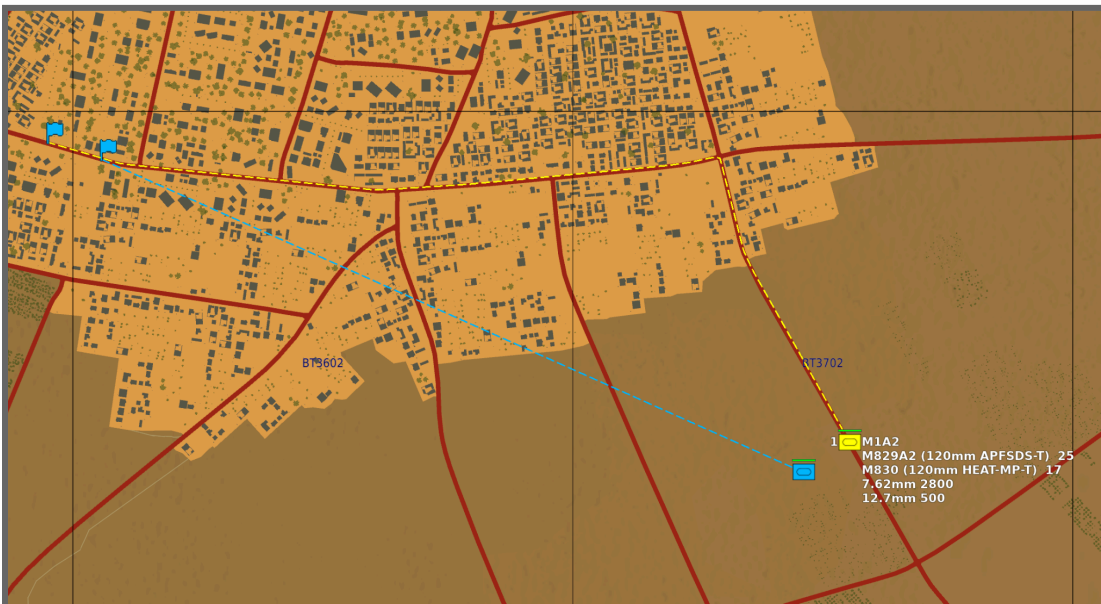 BT3602
BT3702
1 M1A2
M829A2 (120mm APFSDS-T) 25
M830 (120mm HEAT-MP-T) 17
7.62mm 2800
12.7mm 500